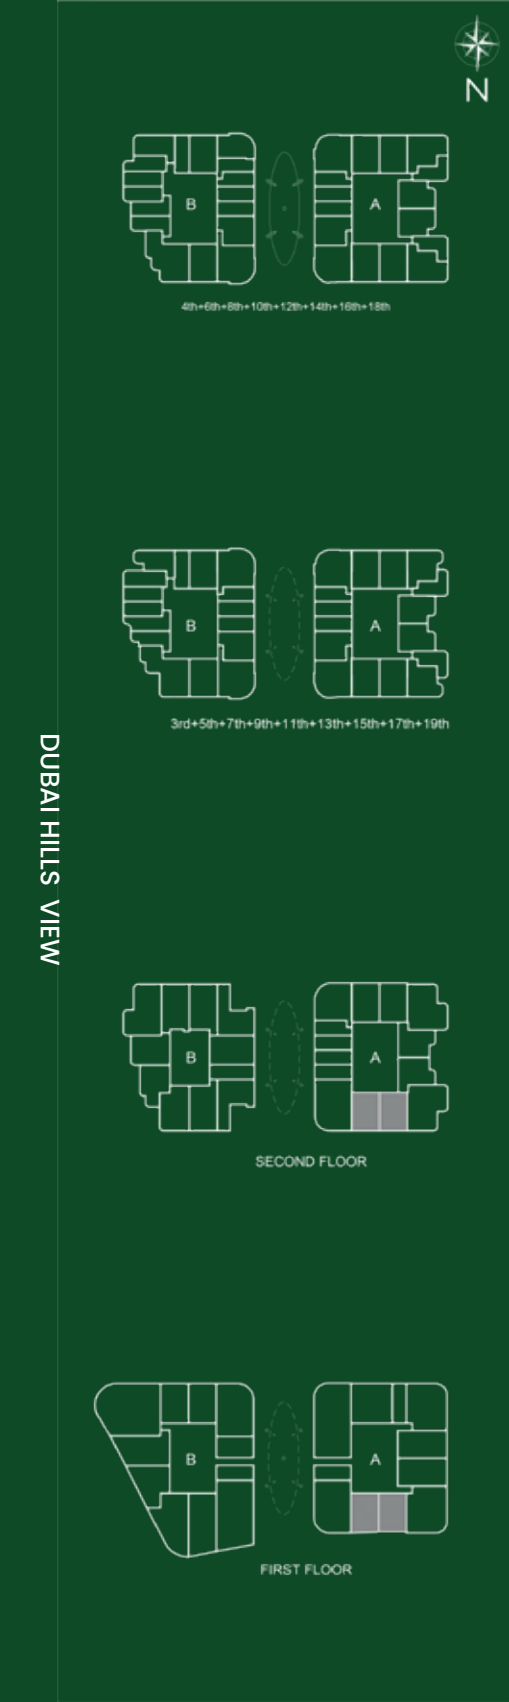 N
B
A
4th+6th+8th+10th+12th+14th+16th+18th
B
A
3rd+5th+7th+9th+11th+13th+15th+17th+19th
DUBAI HILLS VIEW
B
A
SECOND FLOOR
B
A
FIRST FLOOR